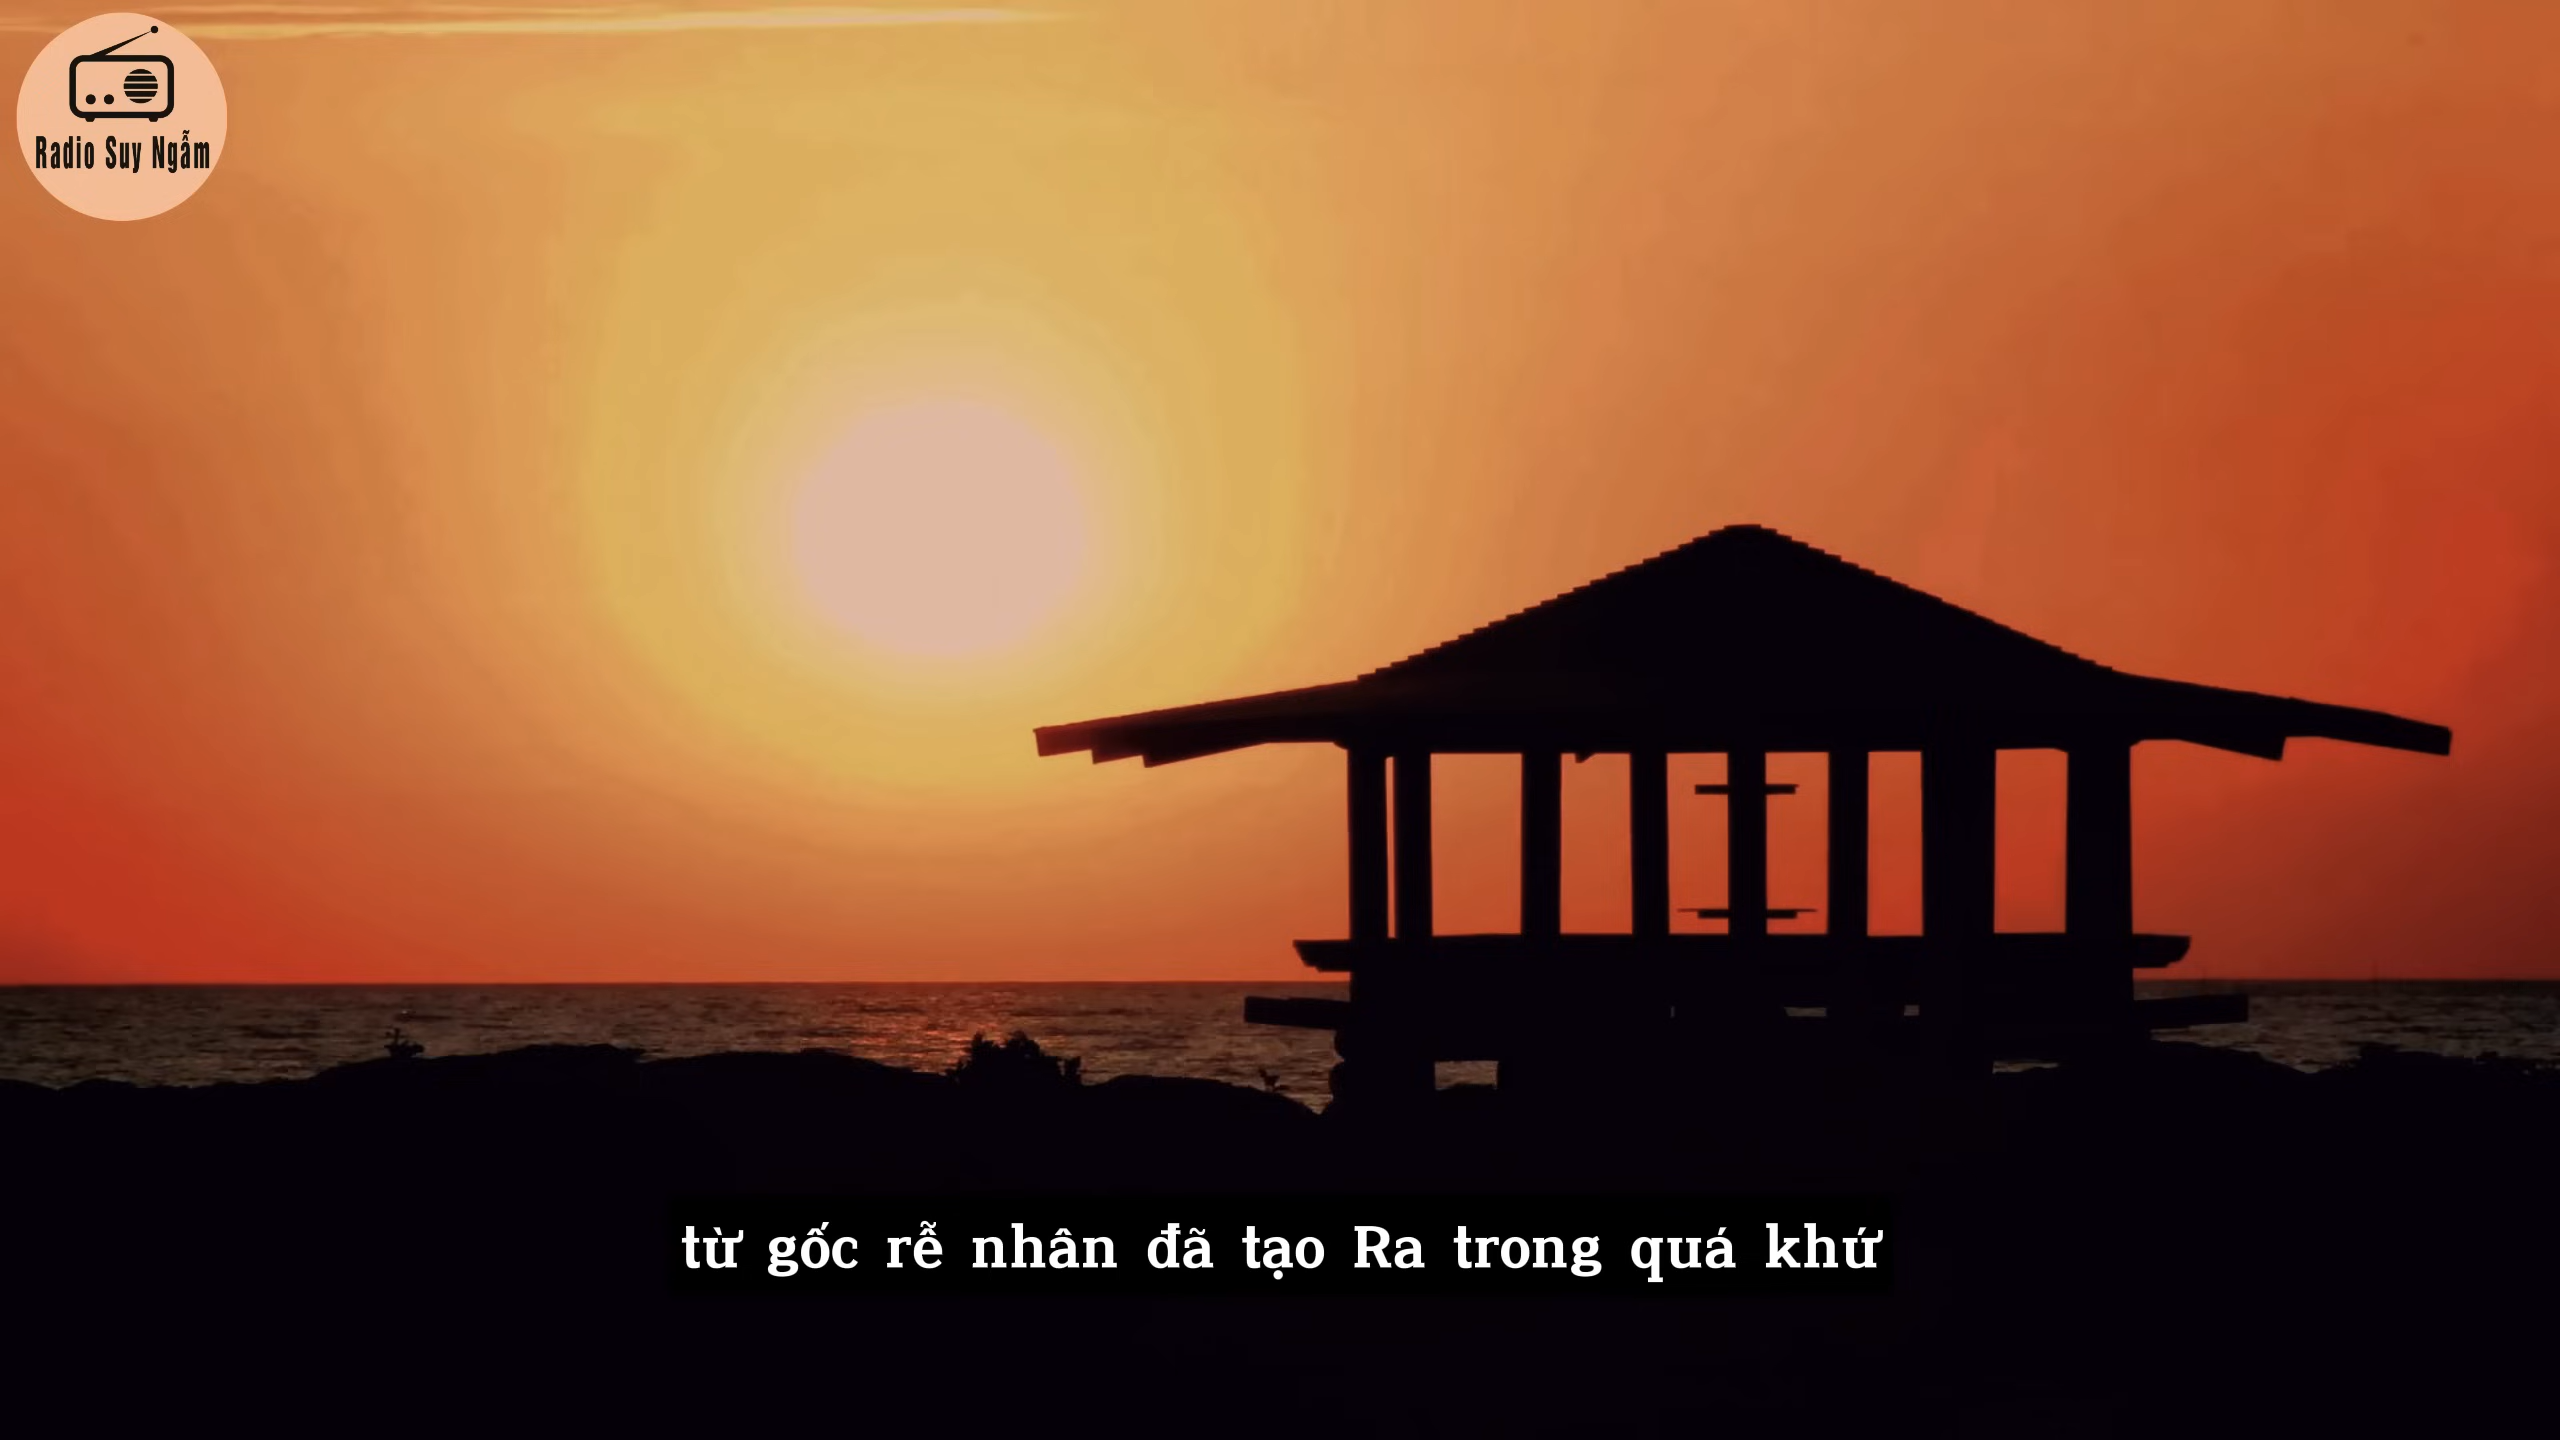 Radio Suy Ngẫm
từ gốc rễ nhân đã tạo Ra trong quá khứ